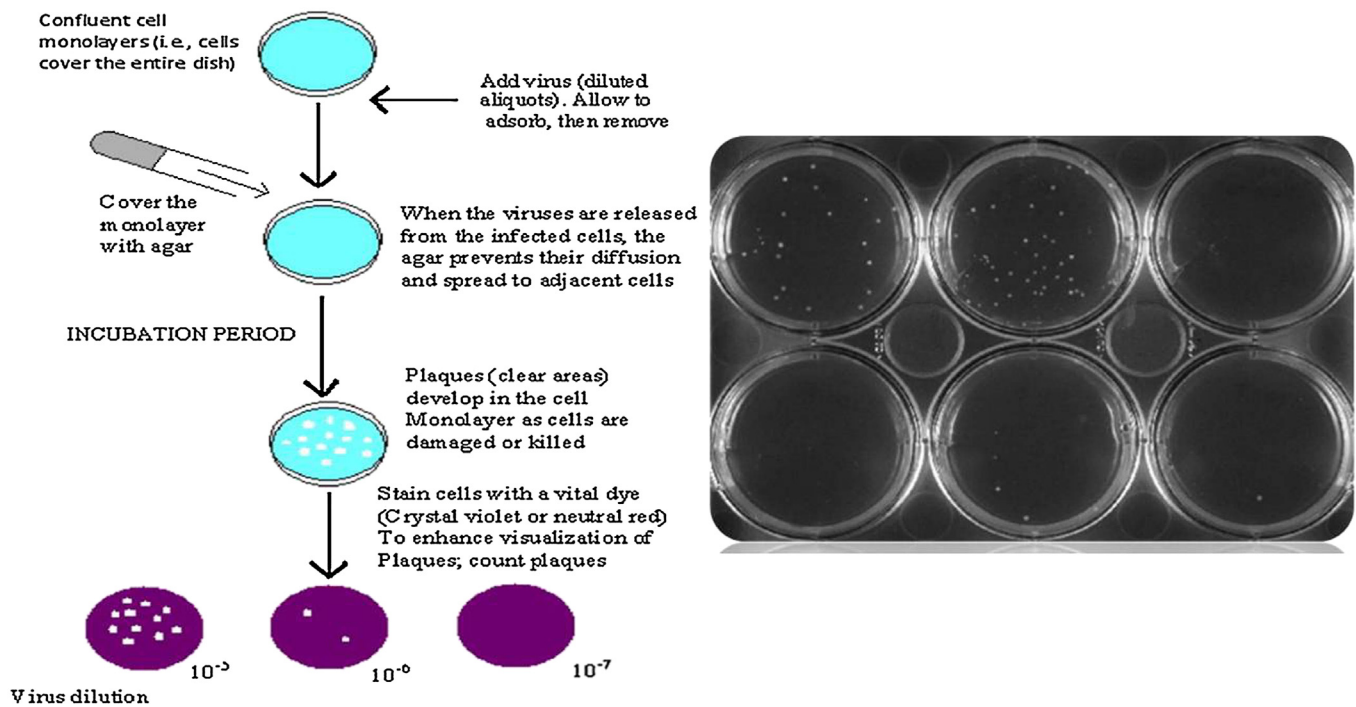 Confluent cell
monolayers (i.e., cells
cover the entire dish)
Add virus (diluted
aliquots). Allow to
adsorb, then remove
Cover the
monolayer
with agar
When the viruses are released
from the infected cells, the
agar prevents their diffusion
and spread to adjacent cells
INCUBATION PERIOD
Plaques (clear areas)
develop in the cell
Monolayer as cells are
damaged or killed
Stain cells with a vital dye
(Crystal violet or neutral red)
To enhance visualization of
Plaques; count plaques
10⁻⁵
10⁻⁶
10⁻⁷
Virus dilution